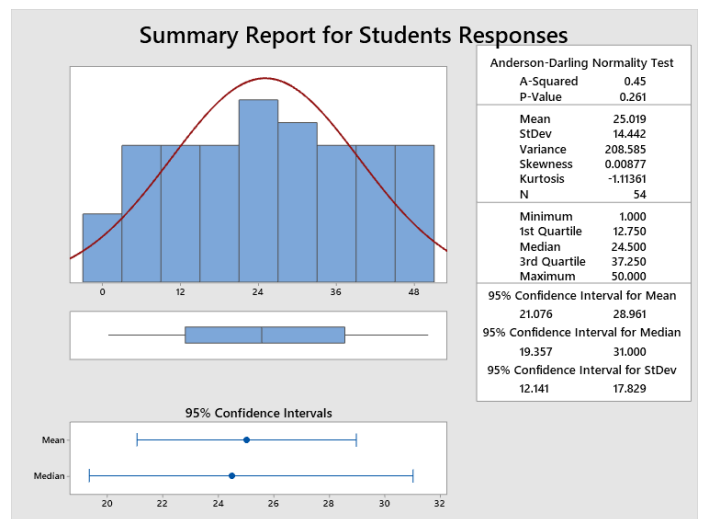 Summary Report for Students Responses
Anderson-Darling Normality Test
A-Squared 0.45
P-Value 0.261
Mean 25.019
StDev 14.442
Variance 208.585
Skewness 0.00877
Kurtosis -1.11361
N 54
Minimum 1.000
1st Quartile 12.750
Median 24.500
3rd Quartile 37.250
Maximum 50.000
95% Confidence Interval for Mean
21.076 28.961
95% Confidence Interval for Median
19.357 31.000
95% Confidence Interval for StDev
12.141 17.829
0 12 24 36 48
95% Confidence Intervals
Mean
Median
20 22 24 26 28 30 32